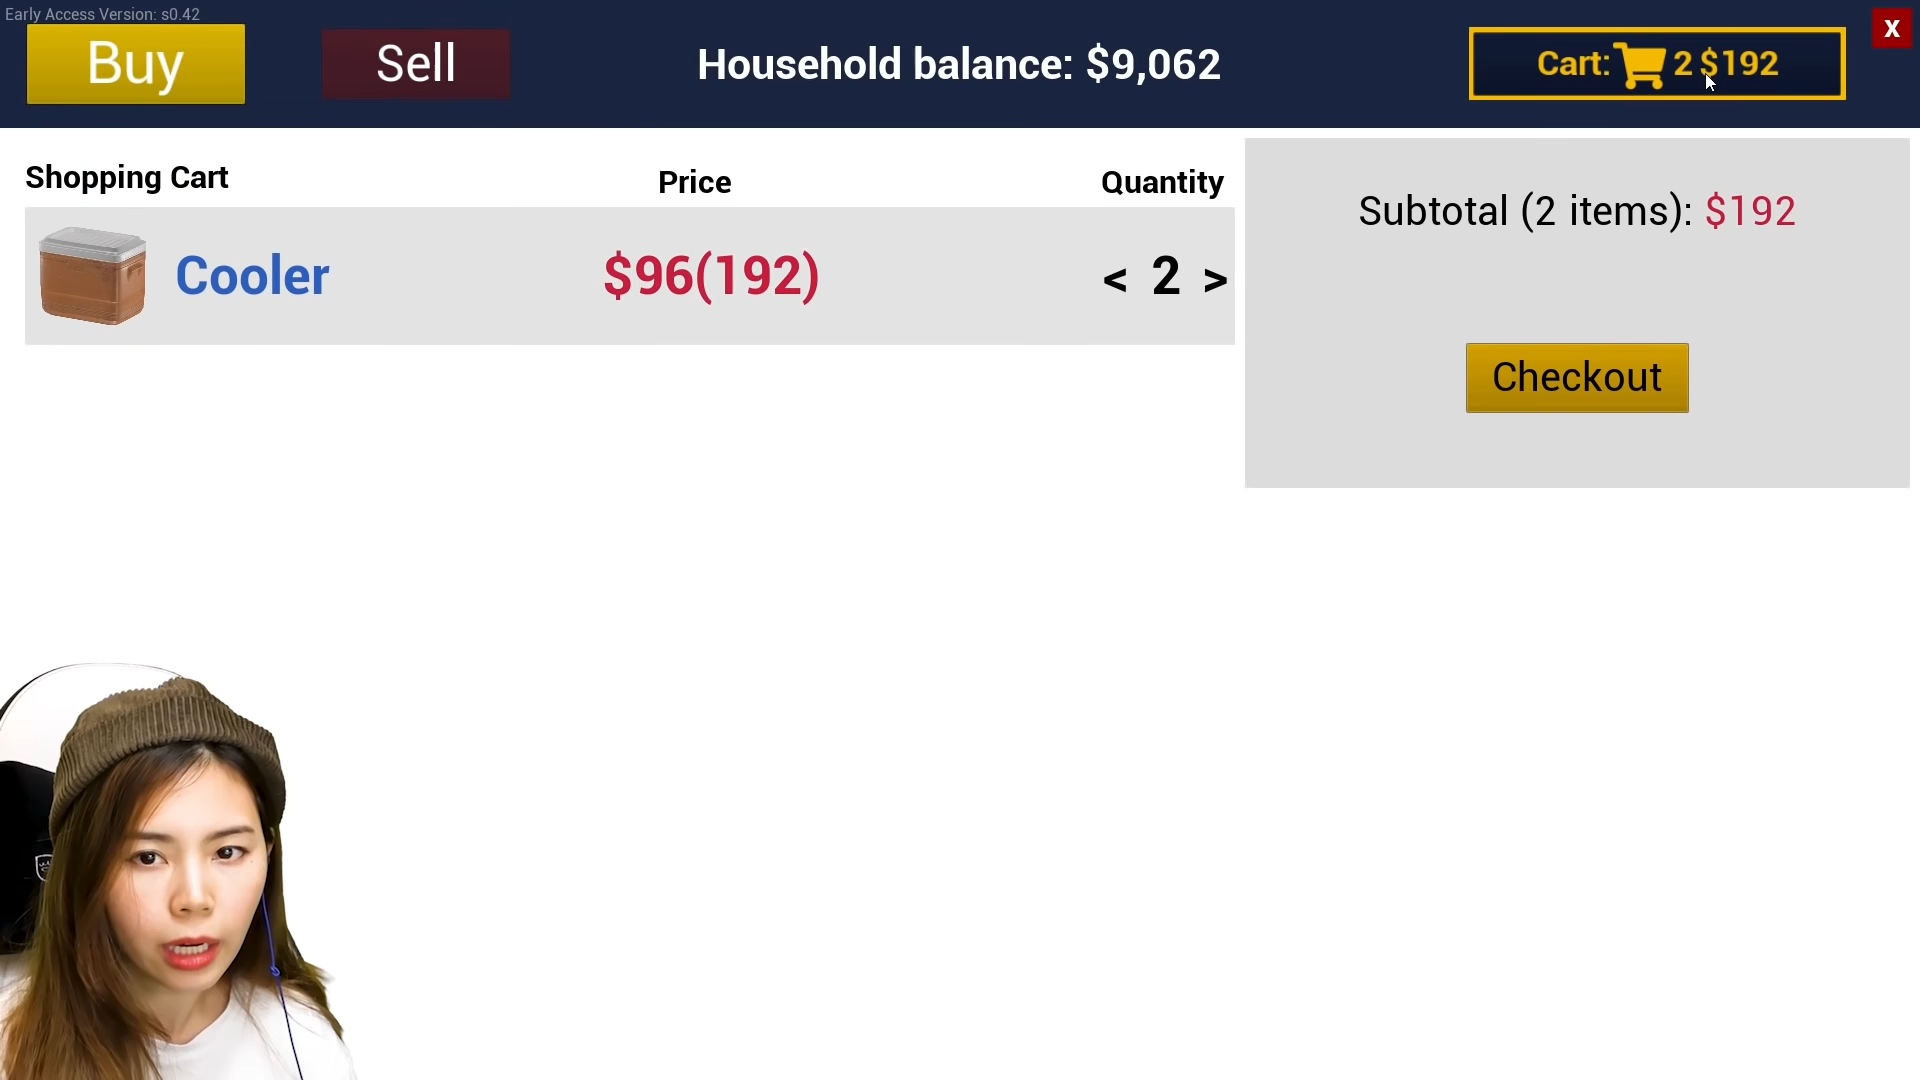 Early Access Version: s0.42
Buy
Sell
Household balance: $9,062
Cart: 2 $192
X
Shopping Cart
Price
Quantity
Cooler
$96(192)
< 2 >
Subtotal (2 items): $192
Checkout